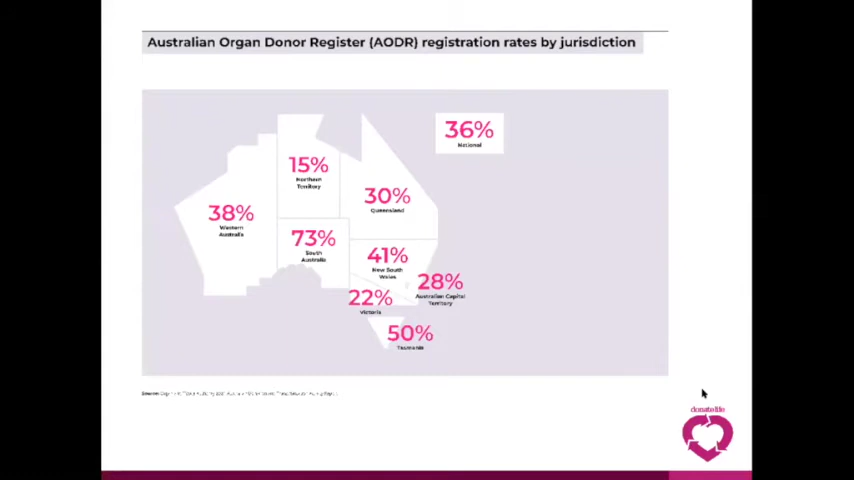 Australian Organ Donor Register (AODR) registration rates by jurisdiction
36%
National
15%
Northern
Territory
30%
Queensland
38%
Western
Australia
73%
South
Australia
41%
New South
Wales
28%
Australian Capital
Territory
22%
Victoria
50%
Tasmania
Source:
donatelife